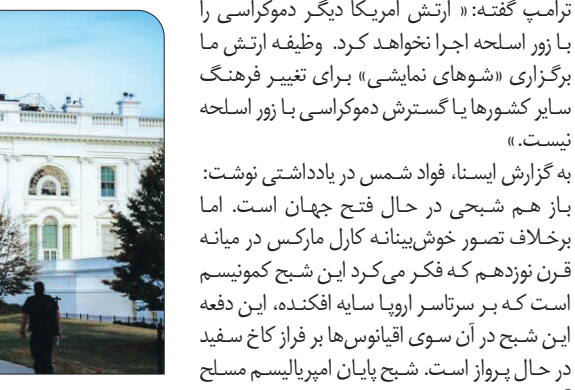 ترامپ گفته: « ارتش آمریکا دیگر دموکراسی را
با زور اسلحه اجرا نخواهد کرد. وظیفه ارتش ما
برگزاری «شوهای نمایشی» برای تغییر فرهنگ
سایر کشورها یا گسترش دموکراسی با زور اسلحه
نیست.»
به گزارش ایسنا، فواد شمس در یادداشتی نوشت:
باز هم شبحی در حال فتح جهان است. اما
برخلاف تصور خوش‌بینانه کارل مارکس در میانه
قرن نوزدهم که فکر می‌کرد این شبح کمونیسم
است که بر سرتاسر اروپا سایه افکنده، این دفعه
این شبح در آن سوی اقیانوس‌ها بر فراز کاخ سفید
در حال پرواز است. شبح پایان امپریالیسم مسلح